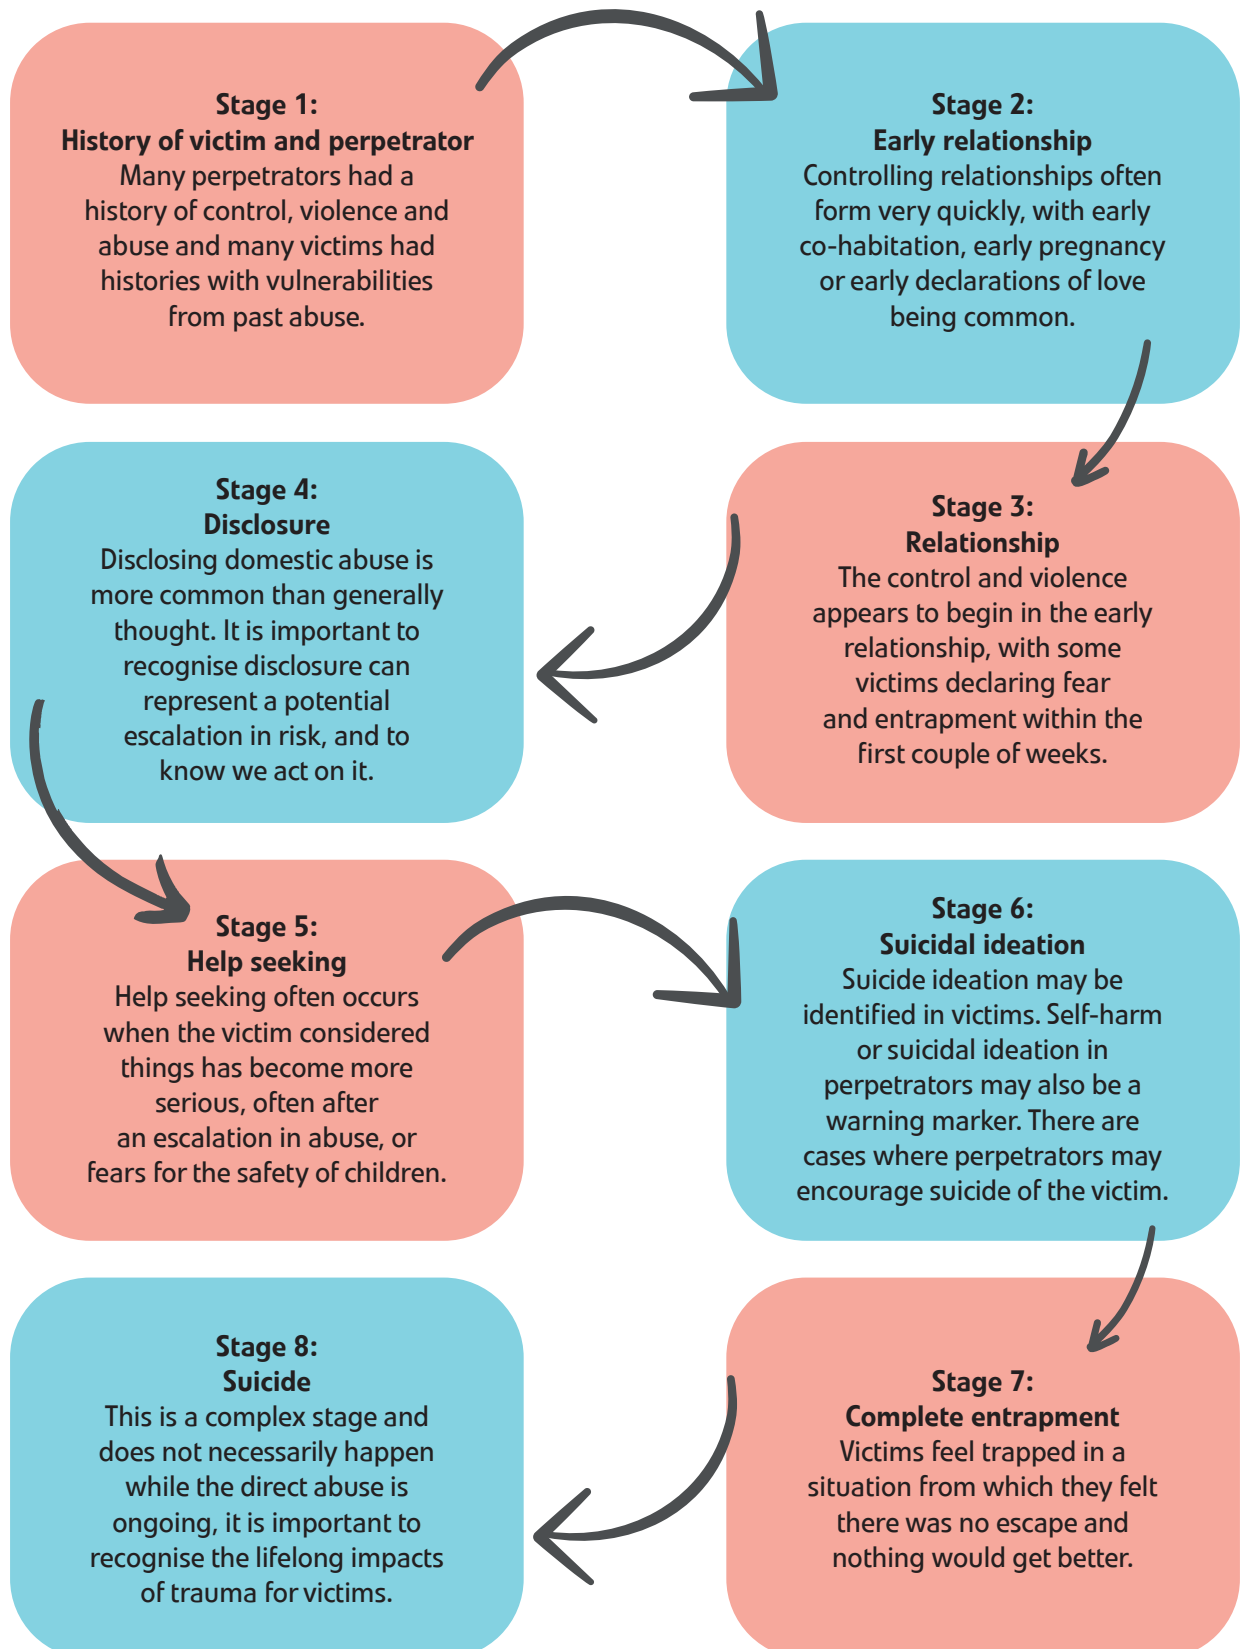 Stage 1:
History of victim and perpetrator
Many perpetrators had a
history of control, violence and
abuse and many victims had
histories with vulnerabilities
from past abuse.
Stage 2:
Early relationship
Controlling relationships often
form very quickly, with early
co-habitation, early pregnancy
or early declarations of love
being common.
Stage 3:
Relationship
The control and violence
appears to begin in the early
relationship, with some
victims declaring fear
and entrapment within the
first couple of weeks.
Stage 4:
Disclosure
Disclosing domestic abuse is
more common than generally
thought. It is important to
recognise disclosure can
represent a potential
escalation in risk, and to
know we act on it.
Stage 5:
Help seeking
Help seeking often occurs
when the victim considered
things has become more
serious, often after
an escalation in abuse, or
fears for the safety of children.
Stage 6:
Suicidal ideation
Suicide ideation may be
identified in victims. Self-harm
or suicidal ideation in
perpetrators may also be a
warning marker. There are
cases where perpetrators may
encourage suicide of the victim.
Stage 7:
Complete entrapment
Victims feel trapped in a
situation from which they felt
there was no escape and
nothing would get better.
Stage 8:
Suicide
This is a complex stage and
does not necessarily happen
while the direct abuse is
ongoing, it is important to
recognise the lifelong impacts
of trauma for victims.